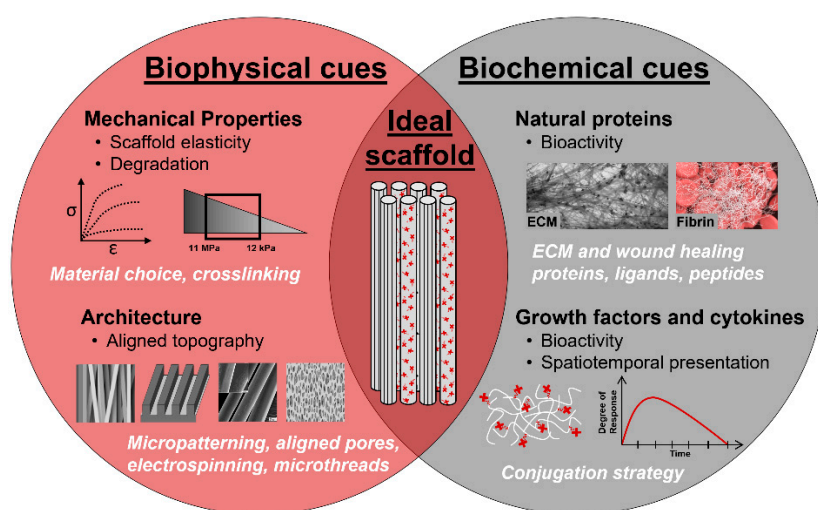 Biophysical cues
Mechanical Properties
• Scaffold elasticity
• Degradation
σ
ε
11 MPa
12 kPa
Material choice, crosslinking
Architecture
• Aligned topography
Micropatterning, aligned pores,
electrospinning, microthreads
Ideal
scaffold
Biochemical cues
Natural proteins
• Bioactivity
ECM
Fibrin
ECM and wound healing
proteins, ligands, peptides
Growth factors and cytokines
• Bioactivity
• Spatiotemporal presentation
Degree of
Response
Time
Conjugation strategy